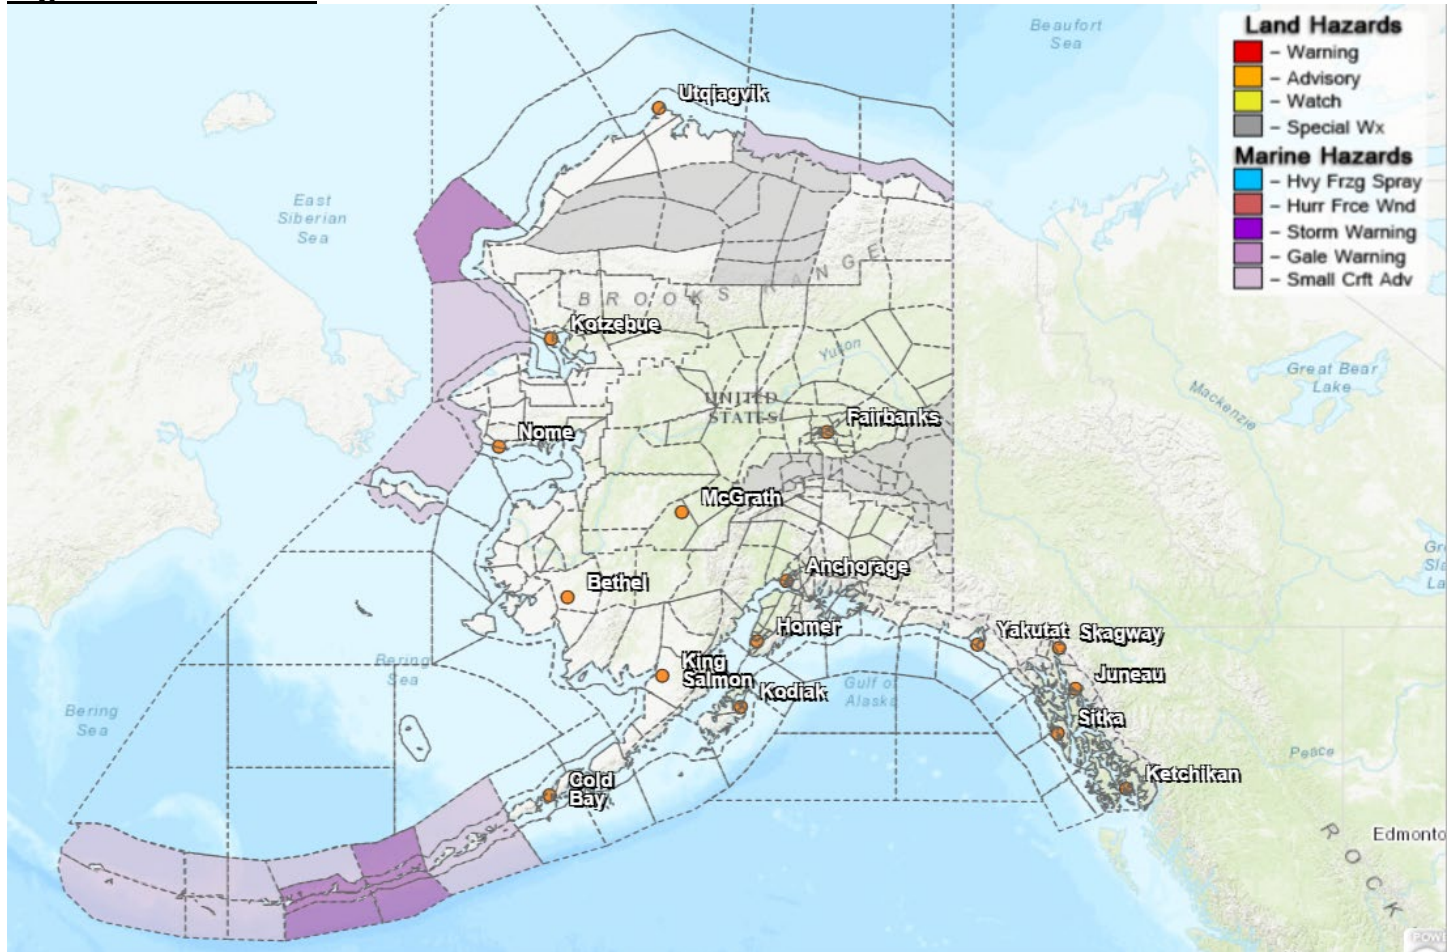 Beaufort
Sea
Land Hazards
– Warning
– Advisory
– Watch
– Special Wx
Marine Hazards
– Hvy Frzg Spray
– Hurr Frce Wnd
– Storm Warning
– Gale Warning
– Small Crft Adv
Utqiagvik
East
Siberian
Sea
BROOKS RANGE
Kotzebue
Yukon
Great Bear
Lake
Mackenzie
UNITED
STATES
Fairbanks
Nome
McGrath
Anchorage
Bethel
Homer
Yakutat
Skagway
King
Salmon
Juneau
Bering
Sea
Kodiak
Gulf of
Alaska
Sitka
Bering
Sea
Peace
Ketchikan
Cold
Bay
Edmonto
ROCK